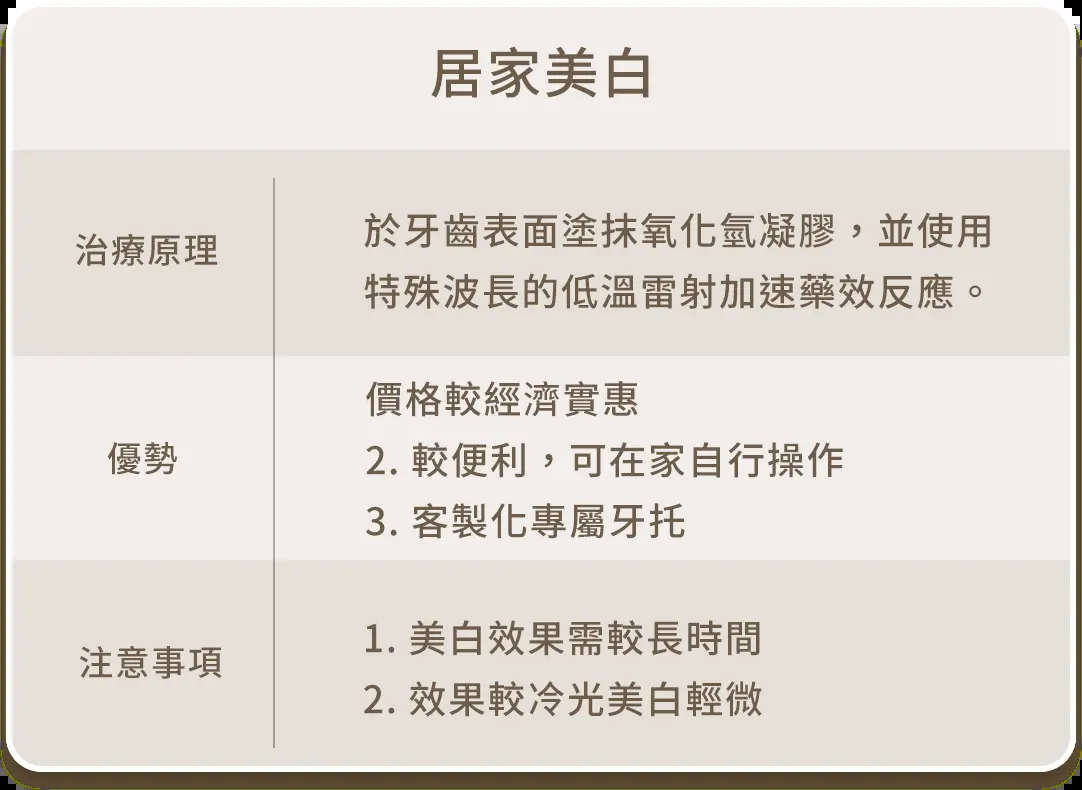 居家美白
治療原理
於牙齒表面塗抹氧化氫凝膠，並使用
特殊波長的低溫雷射加速藥效反應。
優勢
價格較經濟實惠
2. 較便利，可在家自行操作
3. 客製化專屬牙托
注意事項
1. 美白效果需較長時間
2. 效果較冷光美白輕微